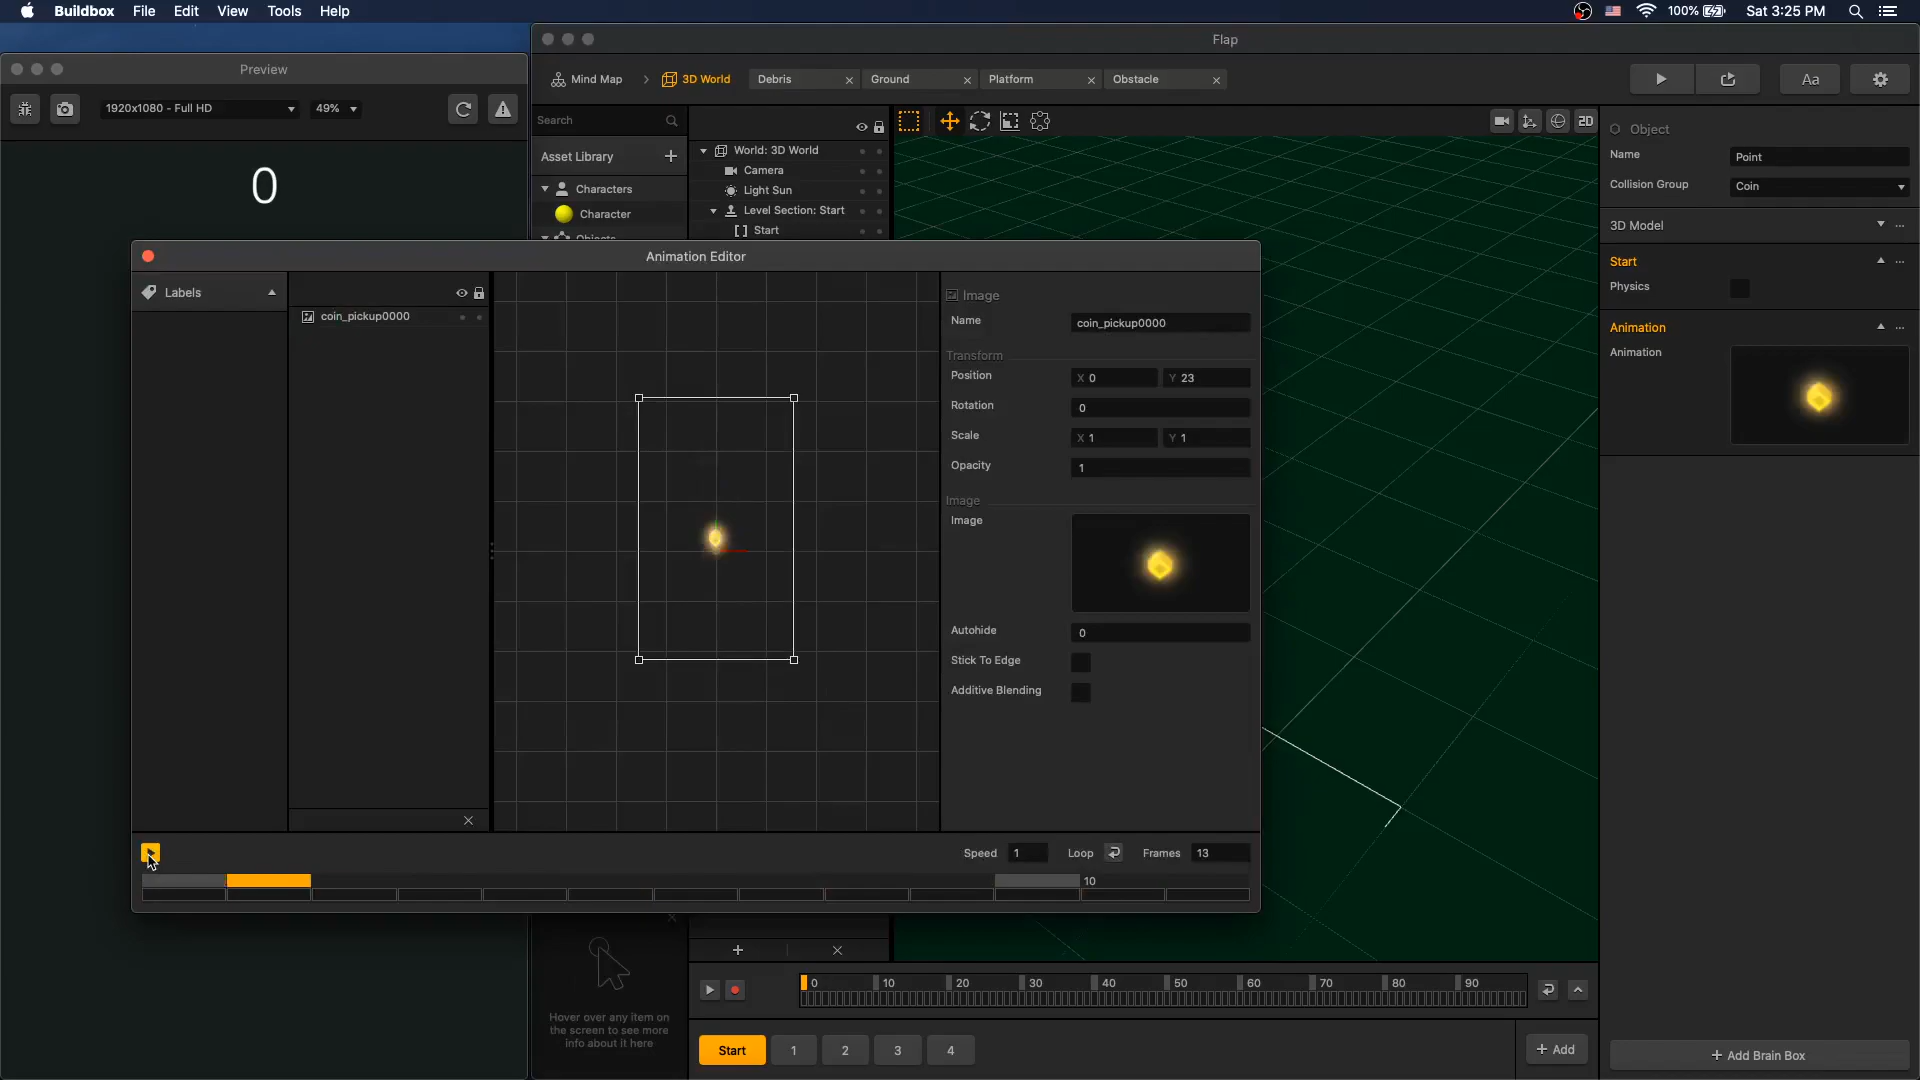 Buildbox File Edit View Tools Help 100% Sat 3:25 PM
Preview
Flap
Mind Map > 3D World Debris Ground Platform Obstacle Aa
1920x1080 - Full HD 49%
Search
2D
Asset Library
Characters
Character
0
World: 3D World
Camera
Light Sun
Level Section: Start
Start
Object
Name Point
Collision Group Coin
3D Model
Start
Physics
Animation
Animation
Animation Editor
Labels
coin_pickup0000
Image
Name coin_pickup0000
Transform
Position X 0 Y 23
Rotation 0
Scale X 1 Y 1
Opacity 1
Image
Image
Autohide 0
Stick To Edge
Additive Blending
Speed 1 Loop Frames 13
10
Hover over any item on
the screen to see more
info about it here
0 10 20 30 40 50 60 70 80 90
Start 1 2 3 4 + Add
+ Add Brain Box